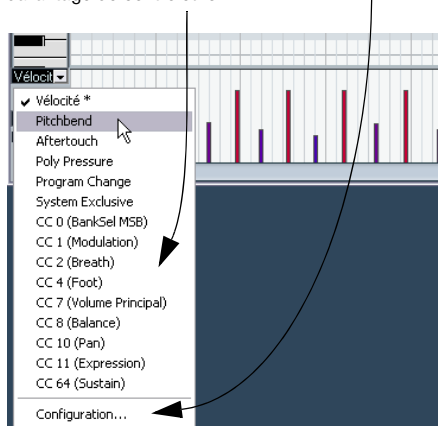 Vélocit
✓ Vélocité *
Pitchbend
Aftertouch
Poly Pressure
Program Change
System Exclusive
CC 0 (BankSel MSB)
CC 1 (Modulation)
CC 2 (Breath)
CC 4 (Foot)
CC 7 (Volume Principal)
CC 8 (Balance)
CC 10 (Pan)
CC 11 (Expression)
CC 64 (Sustain)
Configuration...